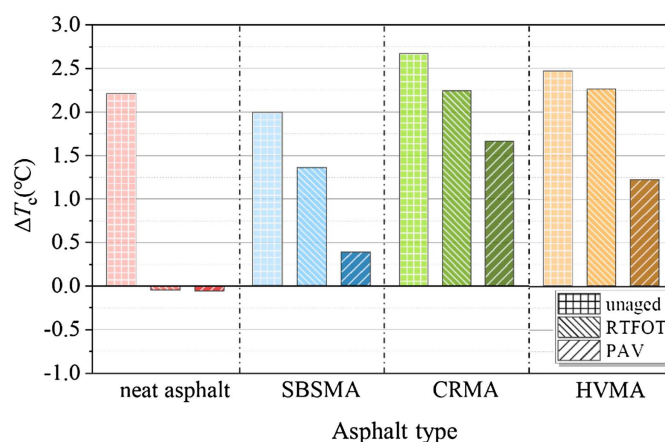 3.0
2.5
2.0
1.5
1.0
0.5
0.0
-0.5
-1.0
ΔTc(°C)
unaged
RTFOT
PAV
neat asphalt SBSMA CRMA HVMA
Asphalt type